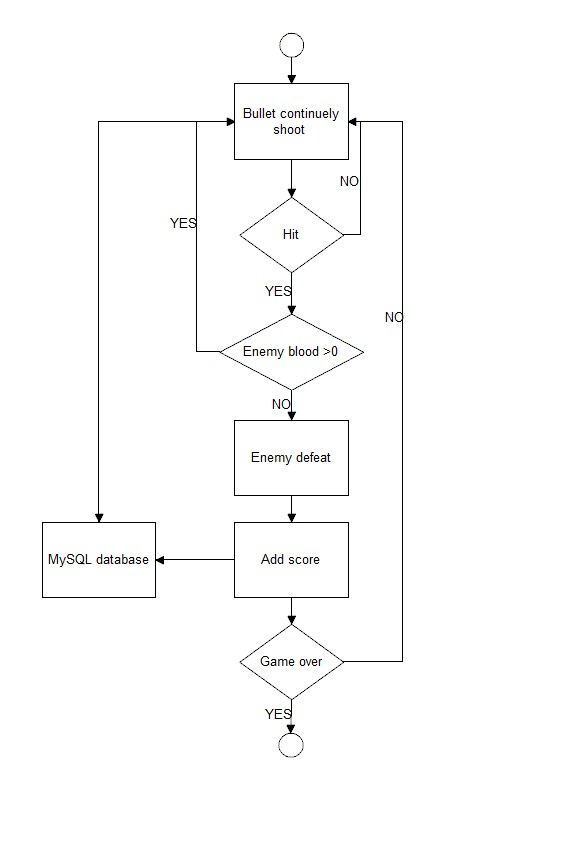 Bullet continuely
shoot
NO
YES
Hit
YES
NO
Enemy blood >0
NO
Enemy defeat
MySQL database
Add score
Game over
YES